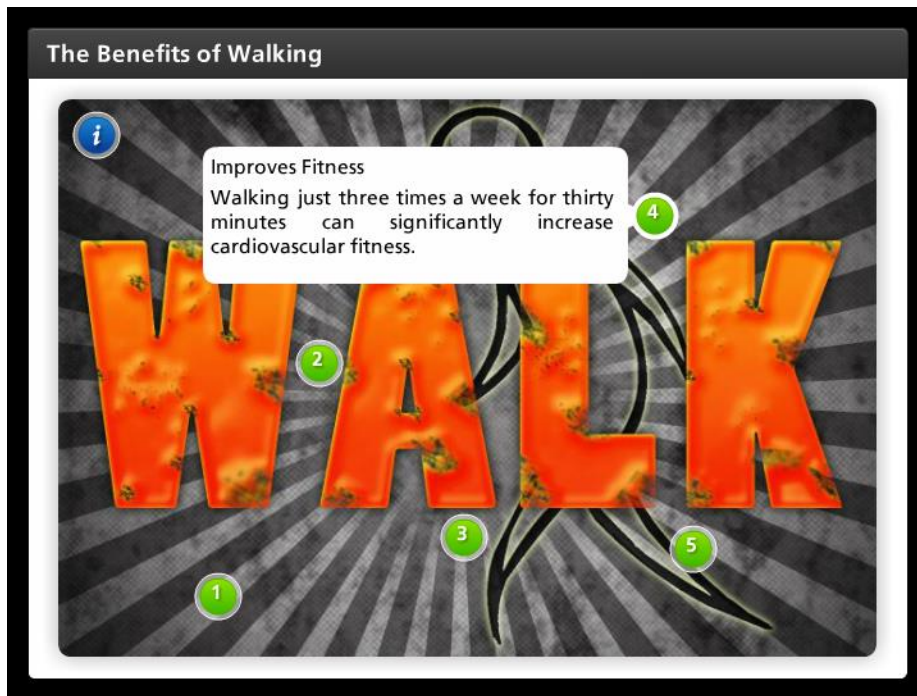 The Benefits of Walking
i
Improves Fitness
Walking just three times a week for thirty
minutes can significantly increase
cardiovascular fitness.
4
WALK
2
3
5
1